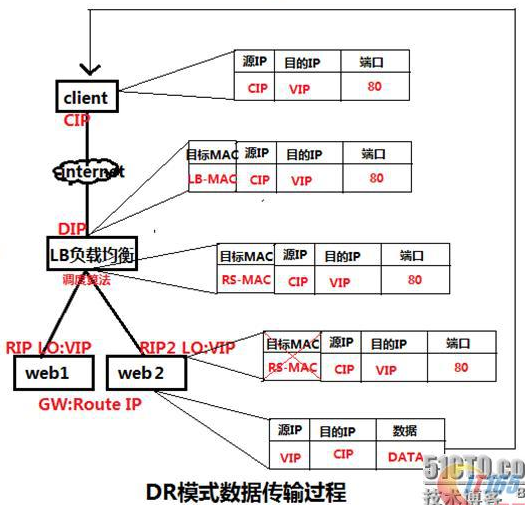 源IP 目的IP 端口
CIP VIP 80
client
CIP
internet
目标MAC 源IP 目的IP 端口
LB-MAC CIP VIP 80
DIP
LB负载均衡
调度算法
目标MAC 源IP 目的IP 端口
RS-MAC CIP VIP 80
RIP LO:VIP
RIP2 LO:VIP
web1
web2
目标MAC 源IP 目的IP 端口
RS-MAC CIP VIP 80
GW:Route IP
源IP 目的IP 数据
VIP CIP DATA
DR模式数据传输过程
51CTO.co
技术博客